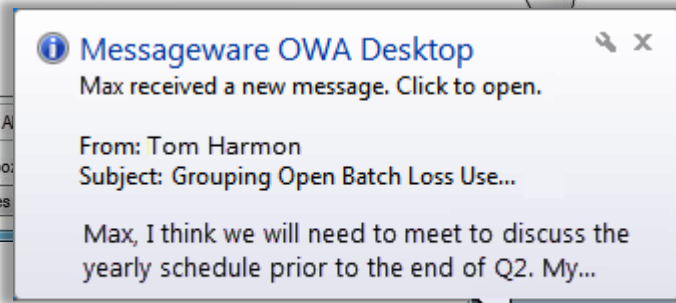 Messageware OWA Desktop
Max received a new message. Click to open.
From: Tom Harmon
Subject: Grouping Open Batch Loss Use...
Max, I think we will need to meet to discuss the
yearly schedule prior to the end of Q2. My...